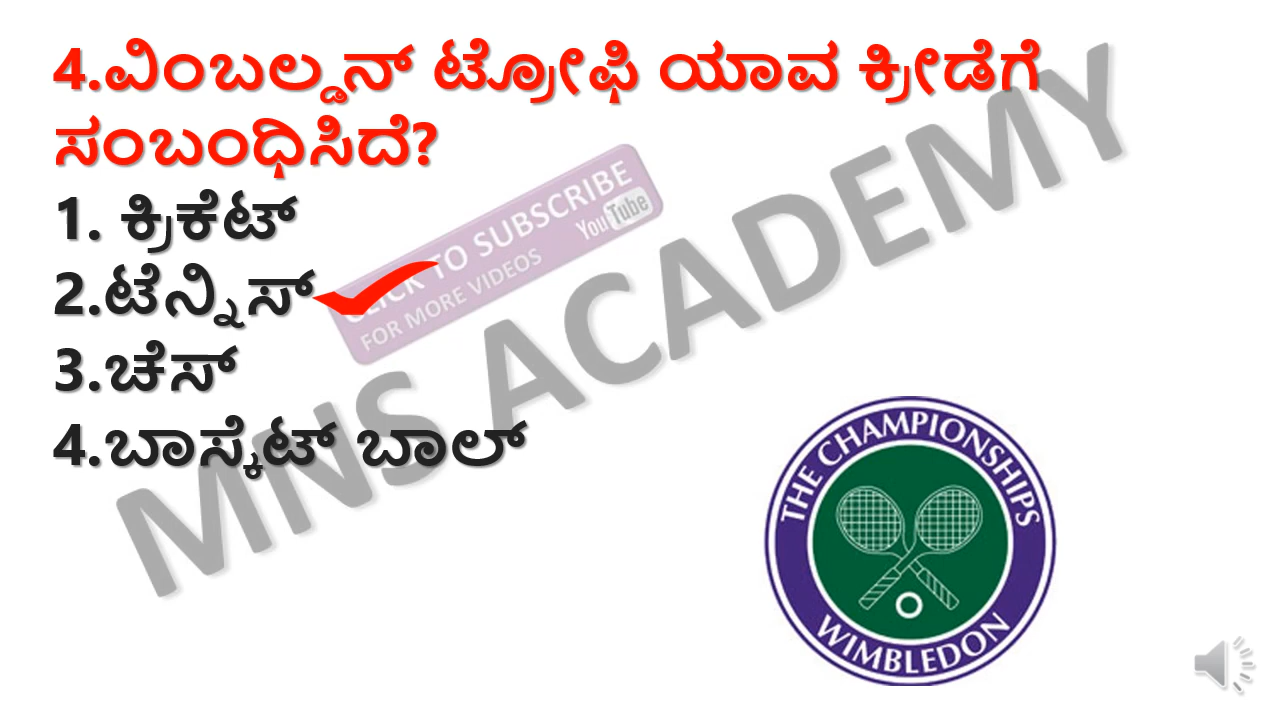 4.ವಿಂಬಲ್ಡನ್ ಟ್ರೋಫಿ ಯಾವ ಕ್ರೀಡೆಗೆ
ಸಂಬಂಧಿಸಿದೆ?
1. ಕ್ರಿಕೆಟ್
2.ಟೆನ್ನಿಸ್
3.ಚೆಸ್
4.ಬಾಸ್ಕೆಟ್ ಬಾಲ್
CLICK TO SUBSCRIBE
FOR MORE VIDEOS
YouTube
MNS ACADEMY
THE CHAMPIONSHIPS
WIMBLEDON